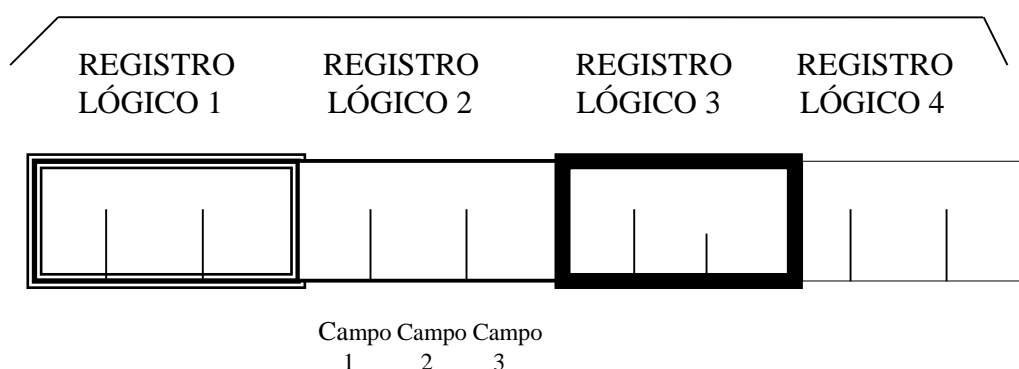 REGISTRO REGISTRO REGISTRO REGISTRO
LÓGICO 1 LÓGICO 2 LÓGICO 3 LÓGICO 4
Campo Campo Campo
1 2 3